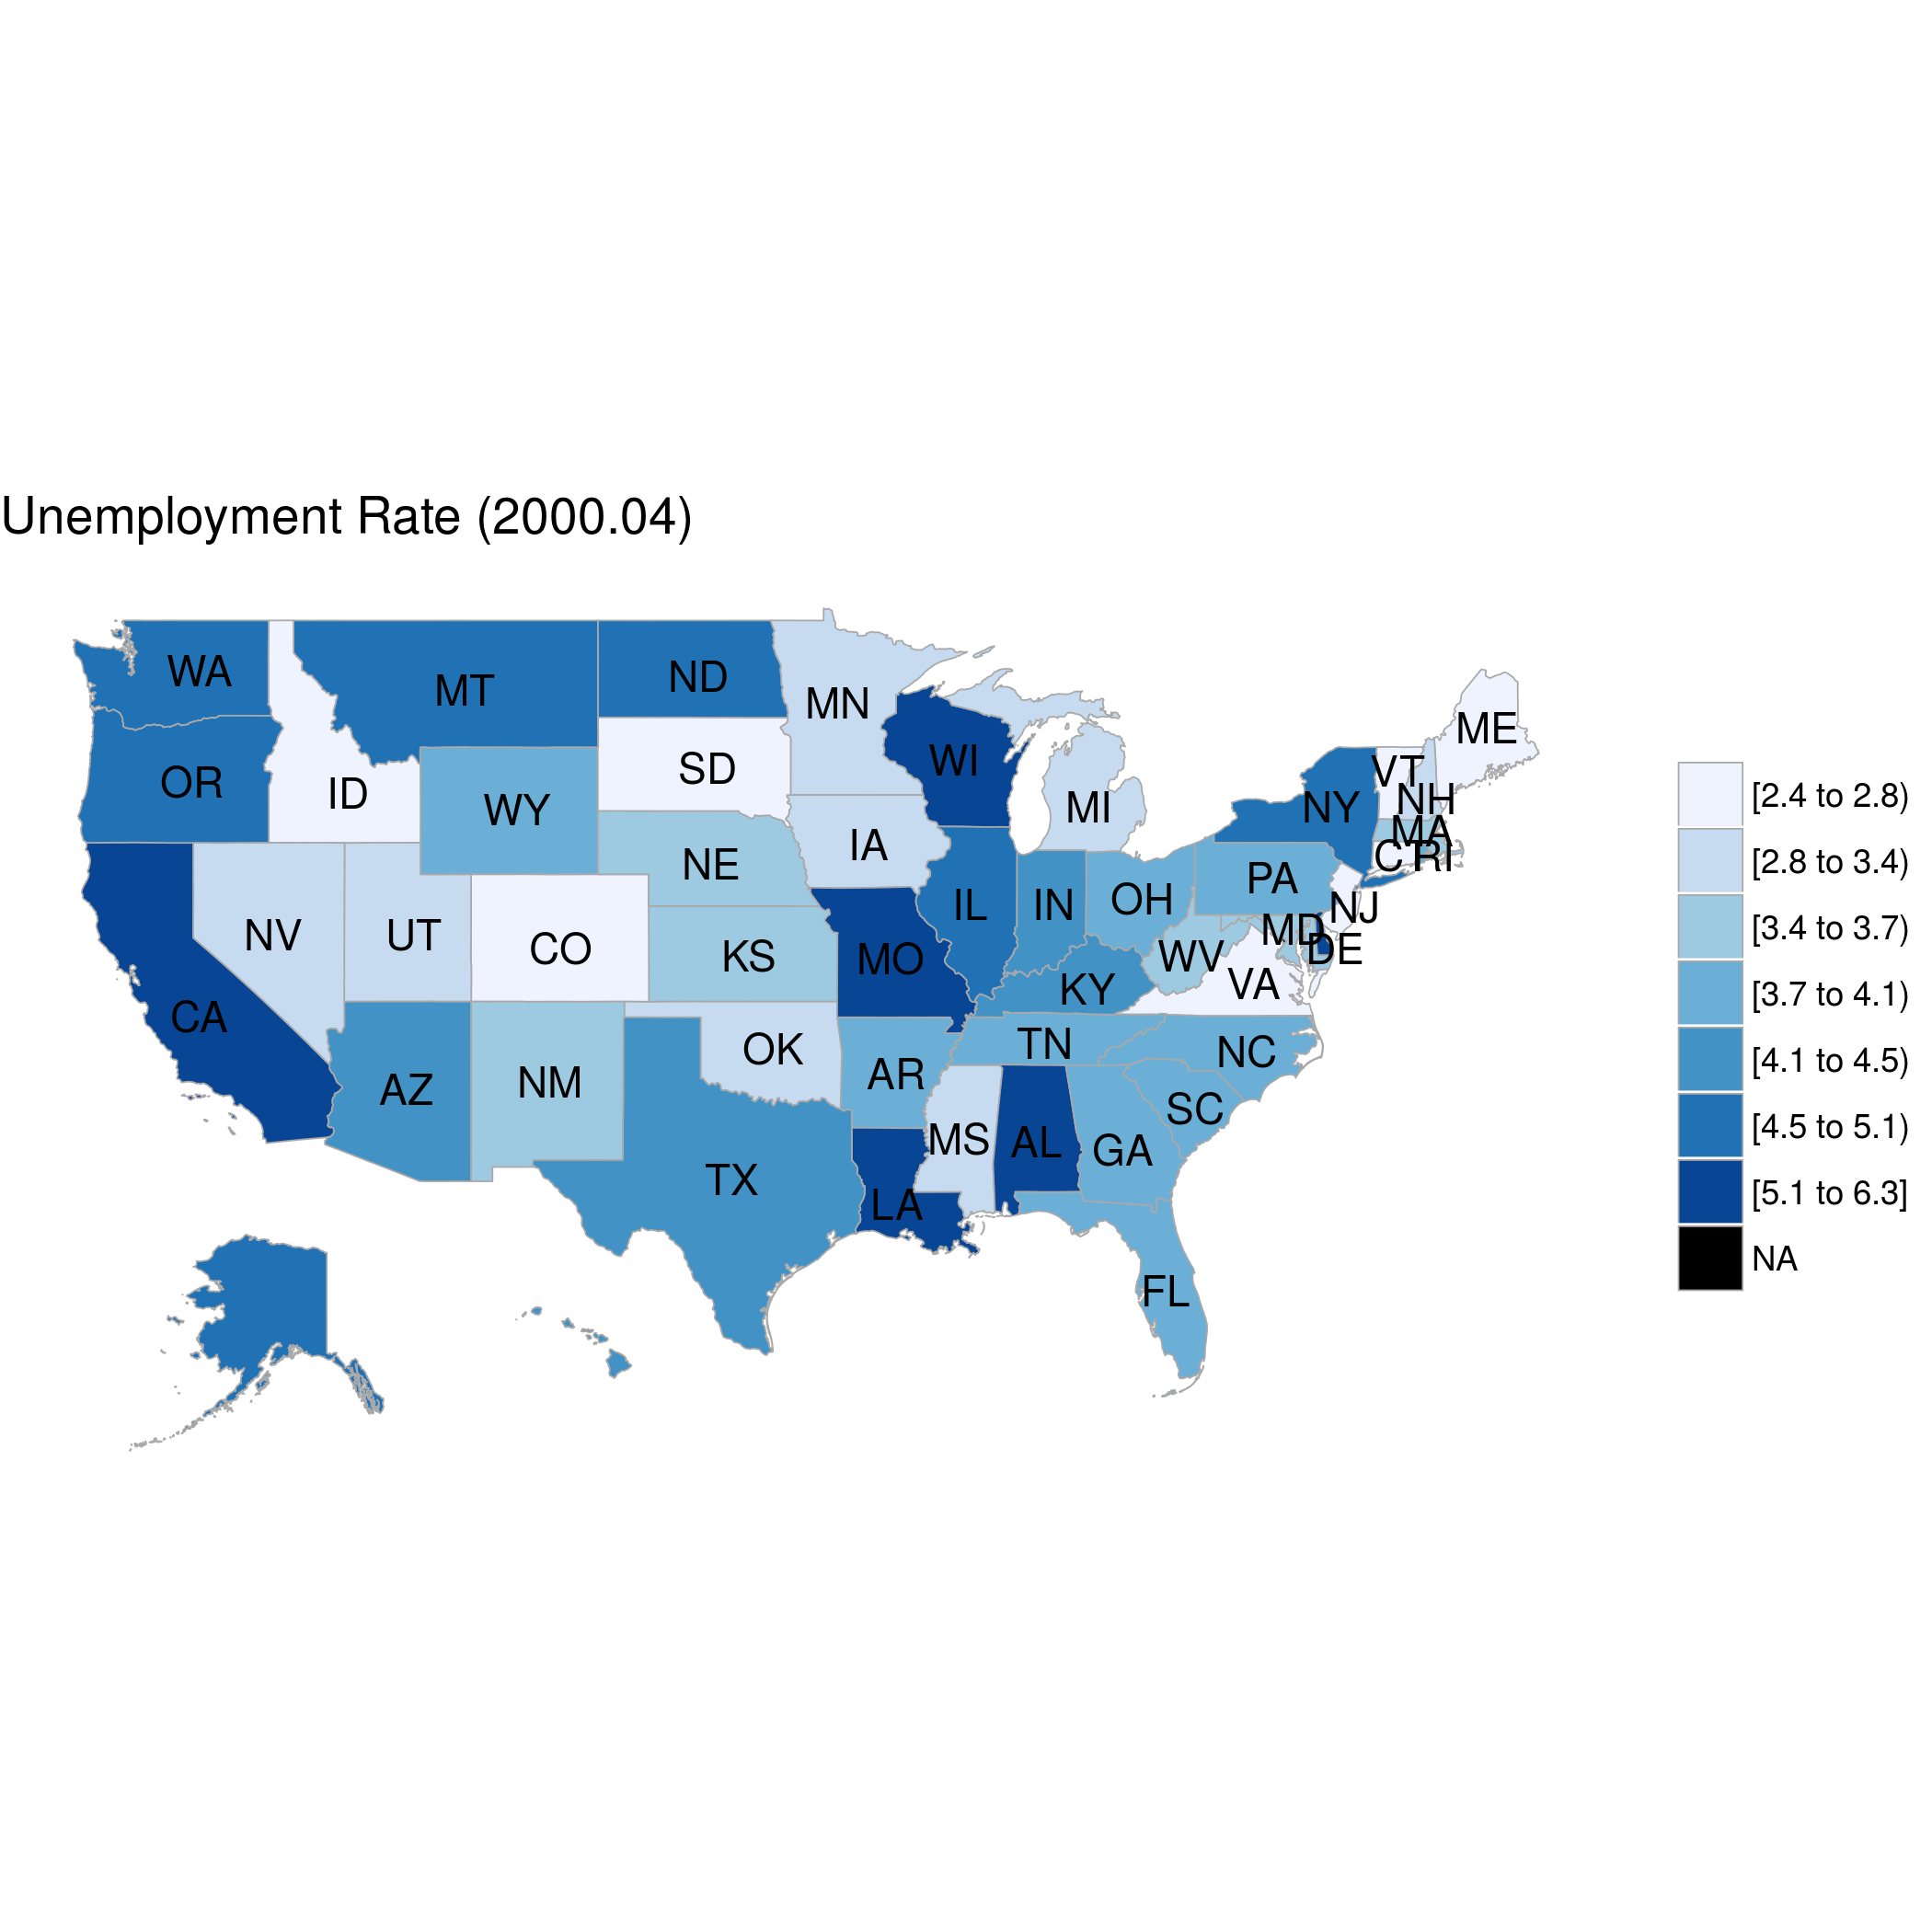 Unemployment Rate (2000.04)
WA
MT
ND
MN
ME
OR
ID
WY
SD
WI
MI
NY
VT
NH
MA
CT
RI
NE
IA
PA
NJ
NV
UT
CO
KS
MO
IL
IN
OH
WV
MD
DE
VA
KY
CA
AZ
NM
OK
AR
TN
NC
SC
TX
LA
MS
AL
GA
FL
[2.4 to 2.8)
[2.8 to 3.4)
[3.4 to 3.7)
[3.7 to 4.1)
[4.1 to 4.5)
[4.5 to 5.1)
[5.1 to 6.3]
NA